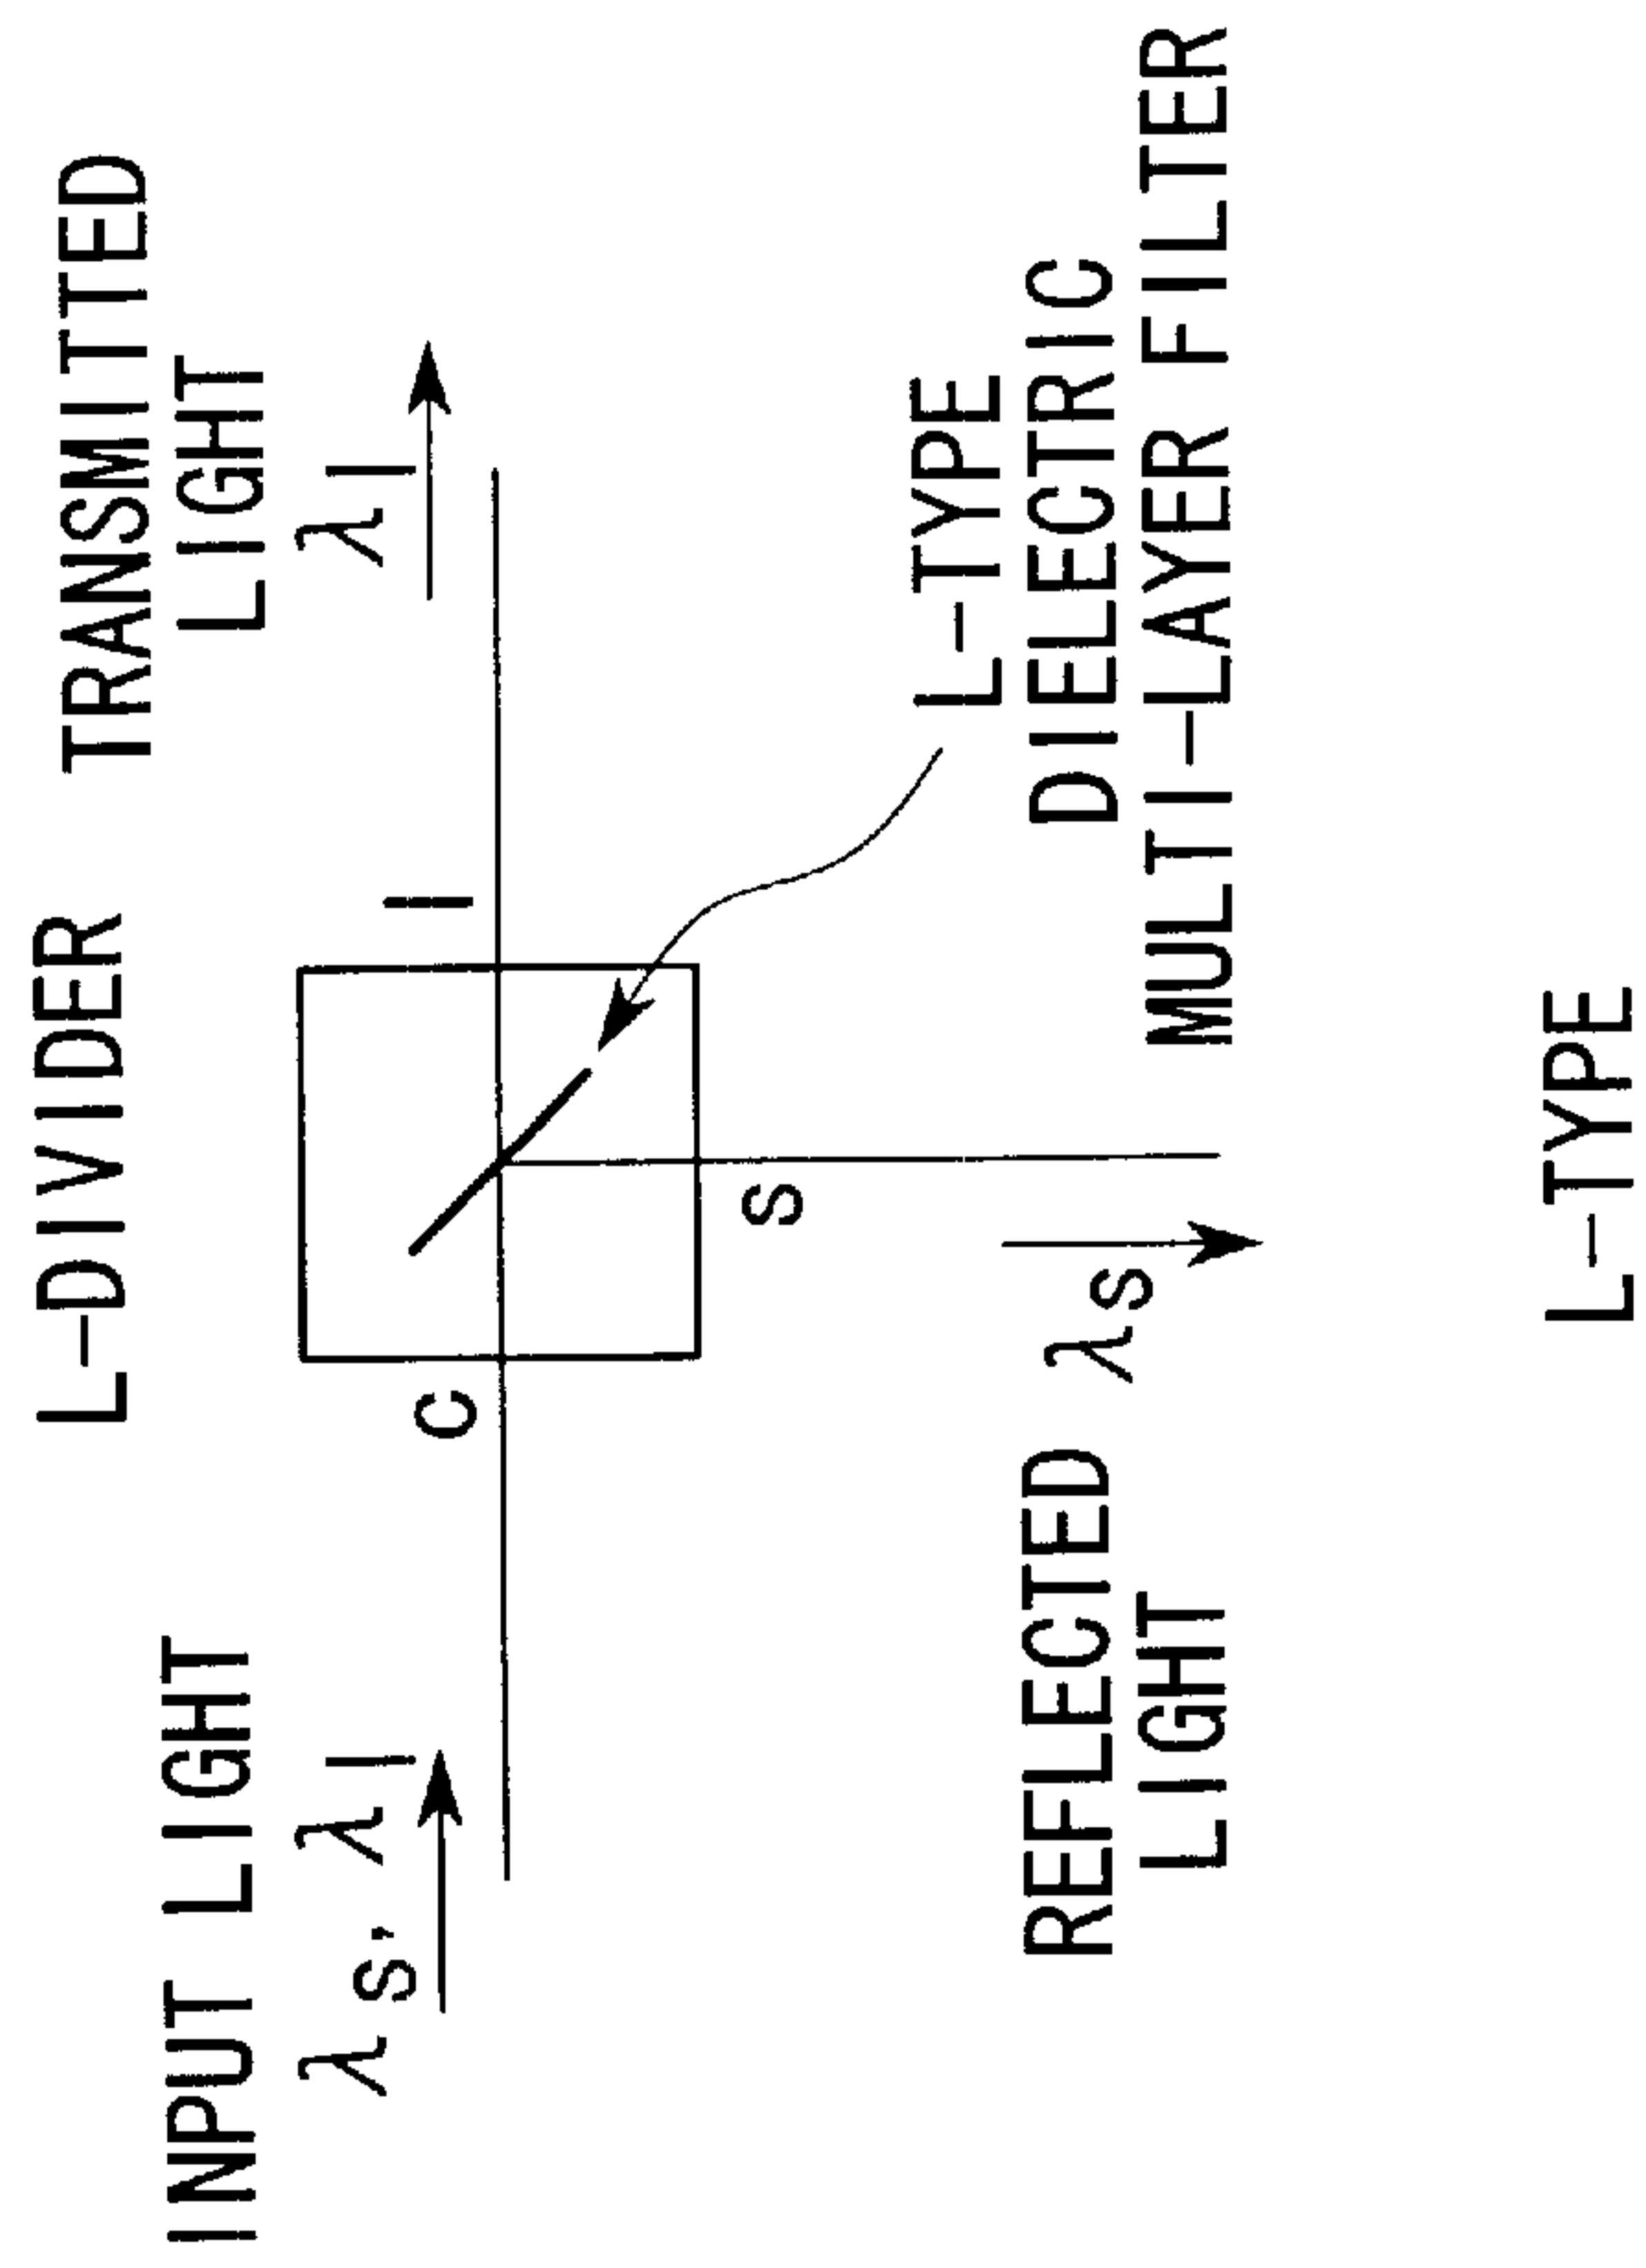 L-DIVIDER
TRANSMITTED
LIGHT
INPUT LIGHT
λs, λl
λl
C
l
S
L-TYPE
DIELECTRIC
MULTI-LAYER FILTER
REFLECTED
LIGHT
λs
L-TYPE